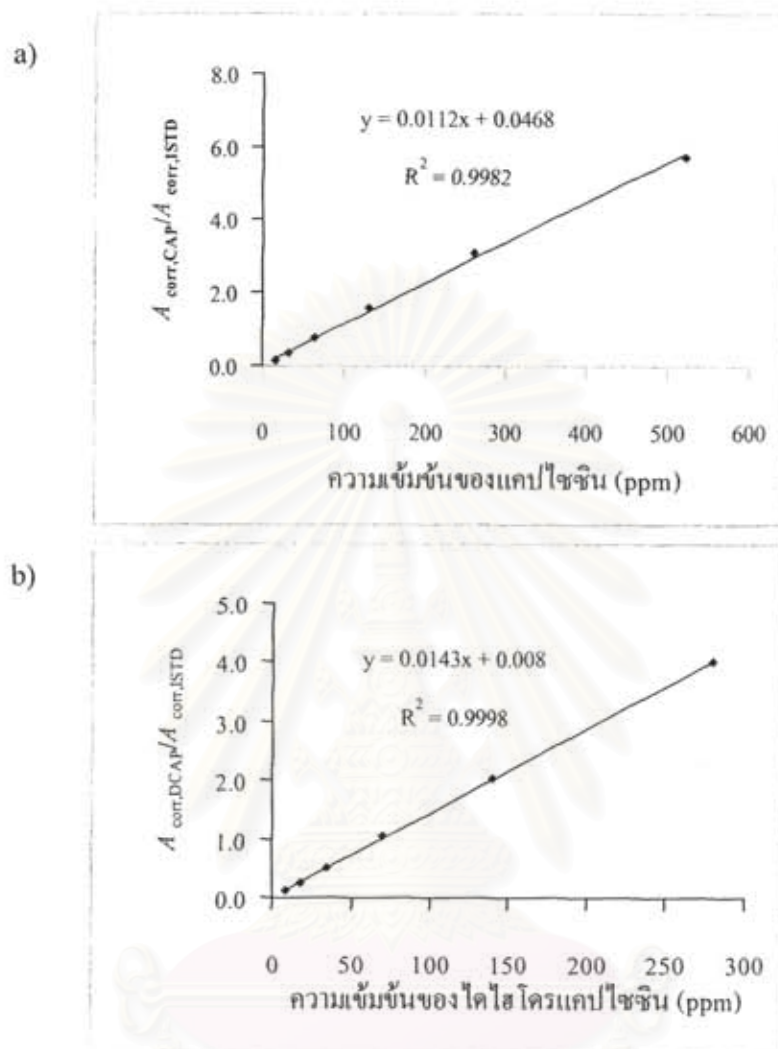 a)
8.0
y = 0.0112x + 0.0468
6.0
R² = 0.9982
4.0
2.0
0.0
A corr,CAP/A corr,ISTD
0 100 200 300 400 500 600
ความเข้มข้นของแคปไซซิน (ppm)
b)
5.0
y = 0.0143x + 0.008
4.0
R² = 0.9998
3.0
2.0
1.0
0.0
A corr,DCAP/A corr,ISTD
0 50 100 150 200 250 300
ความเข้มข้นของไดไฮโดรแคปไซซิน (ppm)